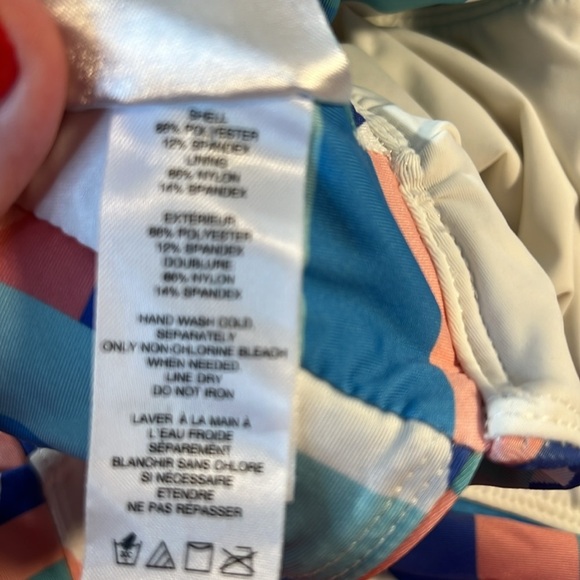 SHELL
88% POLYESTER
12% SPANDEX
LINING
86% NYLON
14% SPANDEX
EXTERIEUR
88% POLYESTER
12% SPANDEX
DOUBLURE
86% NYLON
14% SPANDEX
HAND WASH COLD
SEPARATELY
ONLY NON-CHLORINE BLEACH
WHEN NEEDED
LINE DRY
DO NOT IRON
LAVER À LA MAIN À
L'EAU FROIDE
SÉPARÉMENT
BLANCHIR SANS CHLORE
SI NÉCESSAIRE
ETENDRE
NE PAS REPASSER